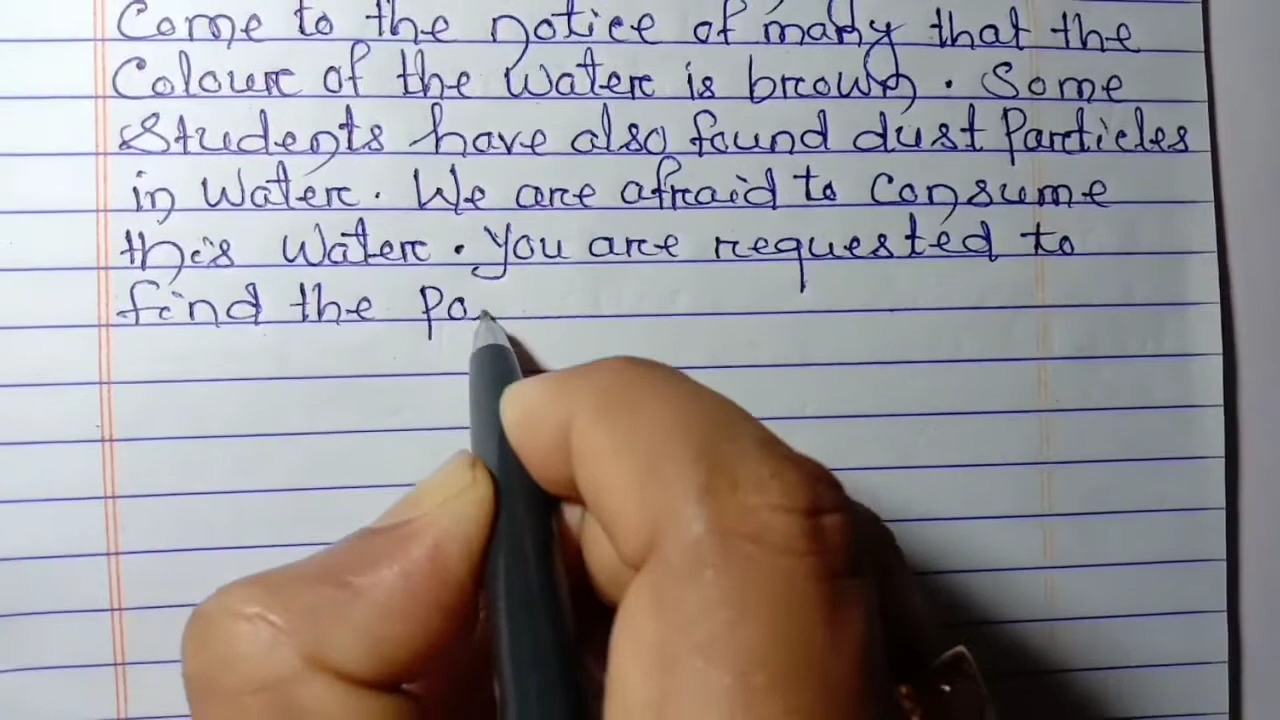 Come to the notice of many that the
Colour of the water is brown. Some
Students have also found dust Particles
in water. We are afraid to consume
this water. you are requested to
find the Po